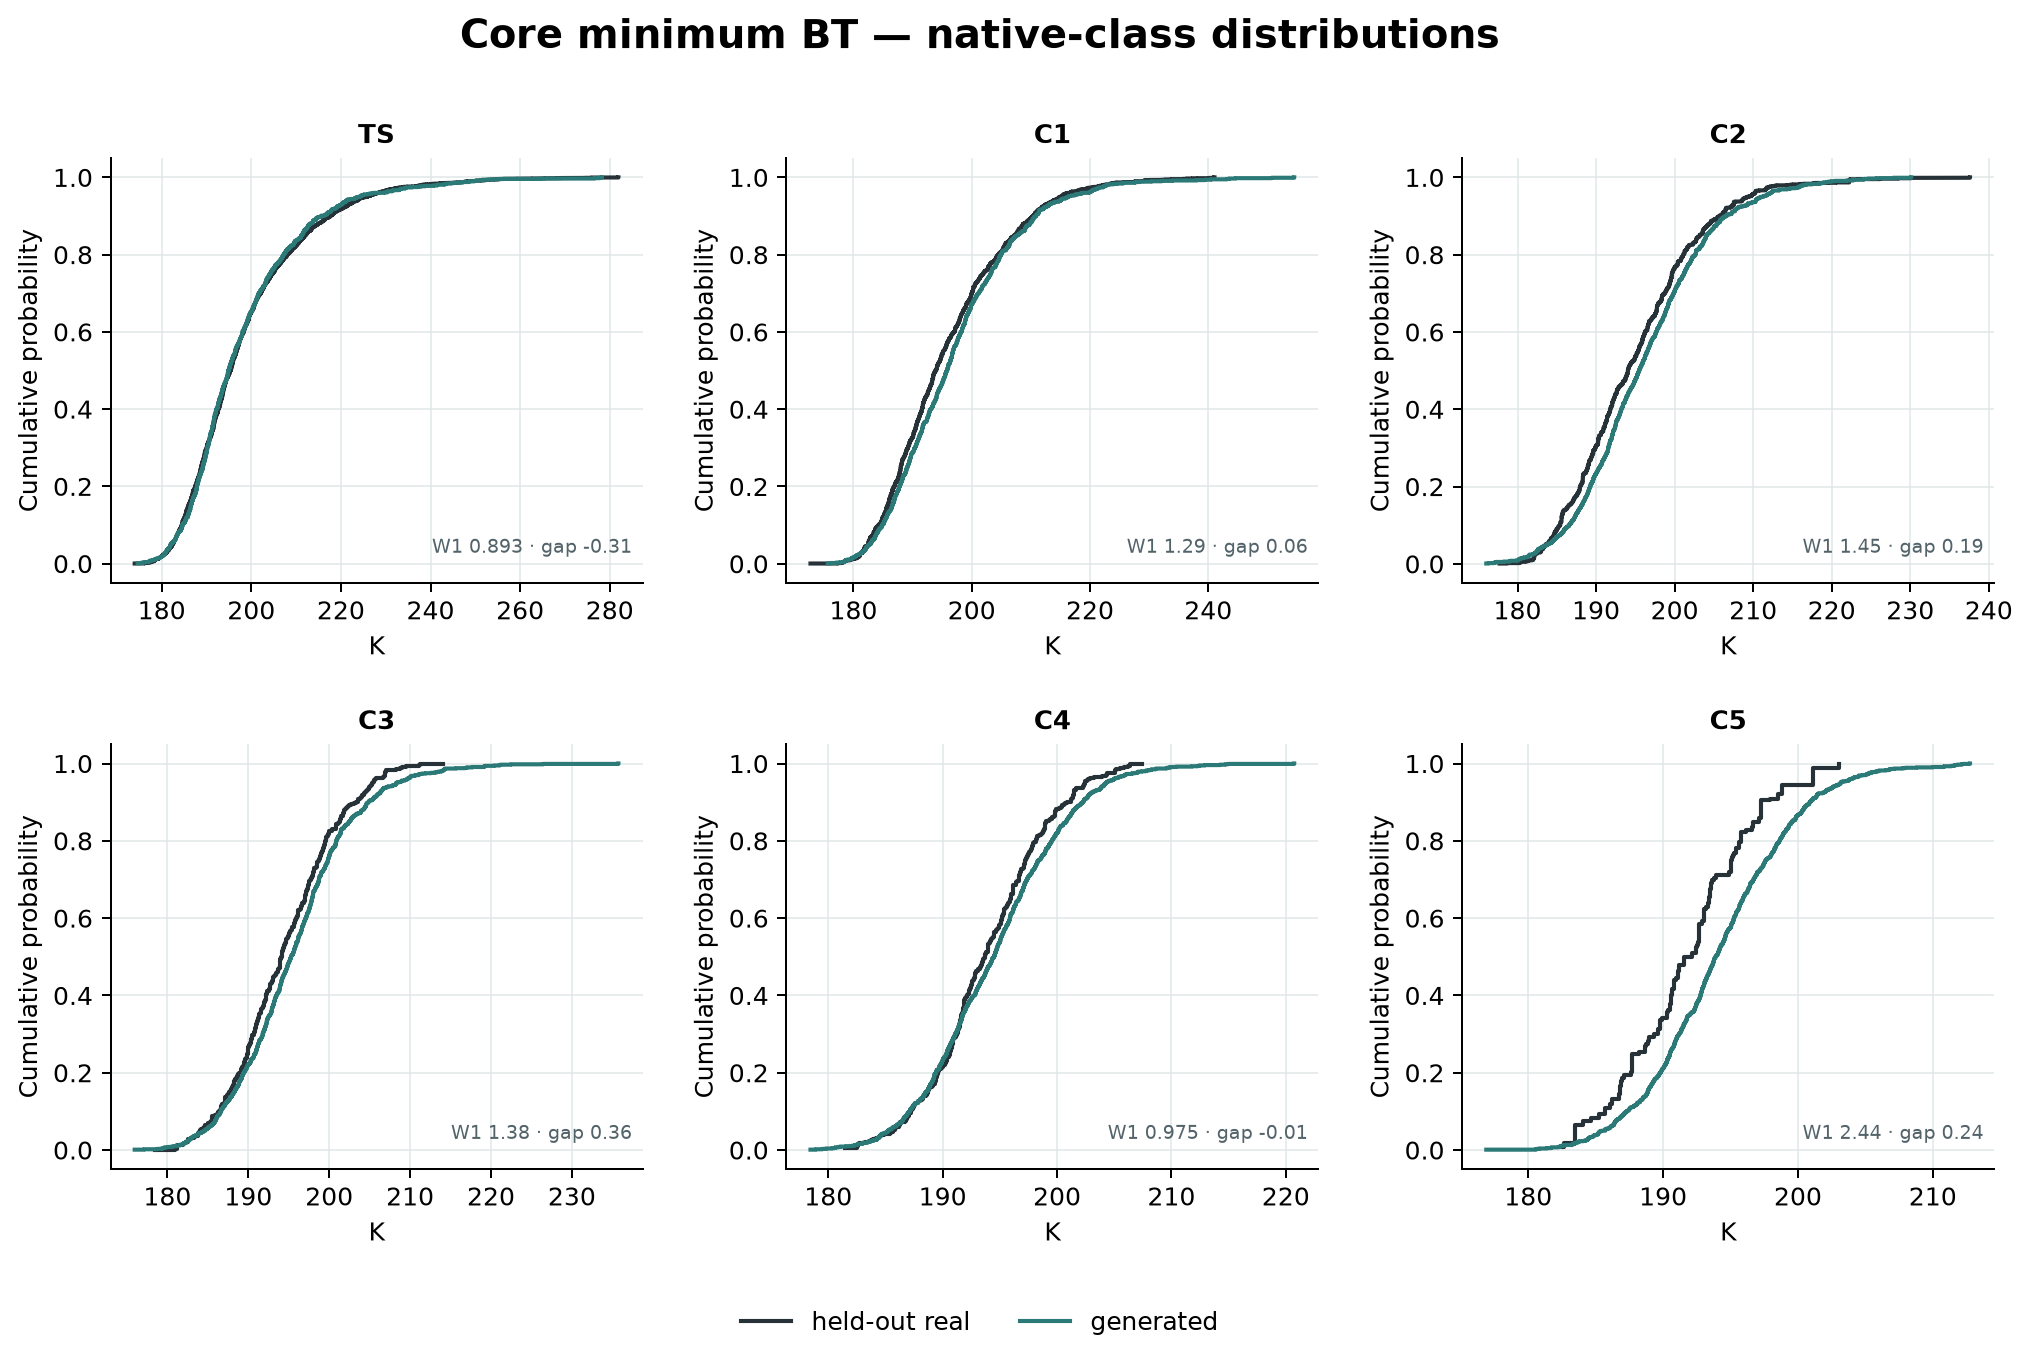 Core minimum BT — native-class distributions
TS
C1
C2
Cumulative probability
1.0
0.8
0.6
0.4
0.2
0.0
W1 0.893 · gap -0.31
180 200 220 240 260 280
K
Cumulative probability
1.0
0.8
0.6
0.4
0.2
0.0
W1 1.29 · gap 0.06
180 200 220 240
K
Cumulative probability
1.0
0.8
0.6
0.4
0.2
0.0
W1 1.45 · gap 0.19
180 190 200 210 220 230 240
K
C3
C4
C5
Cumulative probability
1.0
0.8
0.6
0.4
0.2
0.0
W1 1.38 · gap 0.36
180 190 200 210 220 230
K
Cumulative probability
1.0
0.8
0.6
0.4
0.2
0.0
W1 0.975 · gap -0.01
180 190 200 210 220
K
Cumulative probability
1.0
0.8
0.6
0.4
0.2
0.0
W1 2.44 · gap 0.24
180 190 200 210
K
held-out real
generated